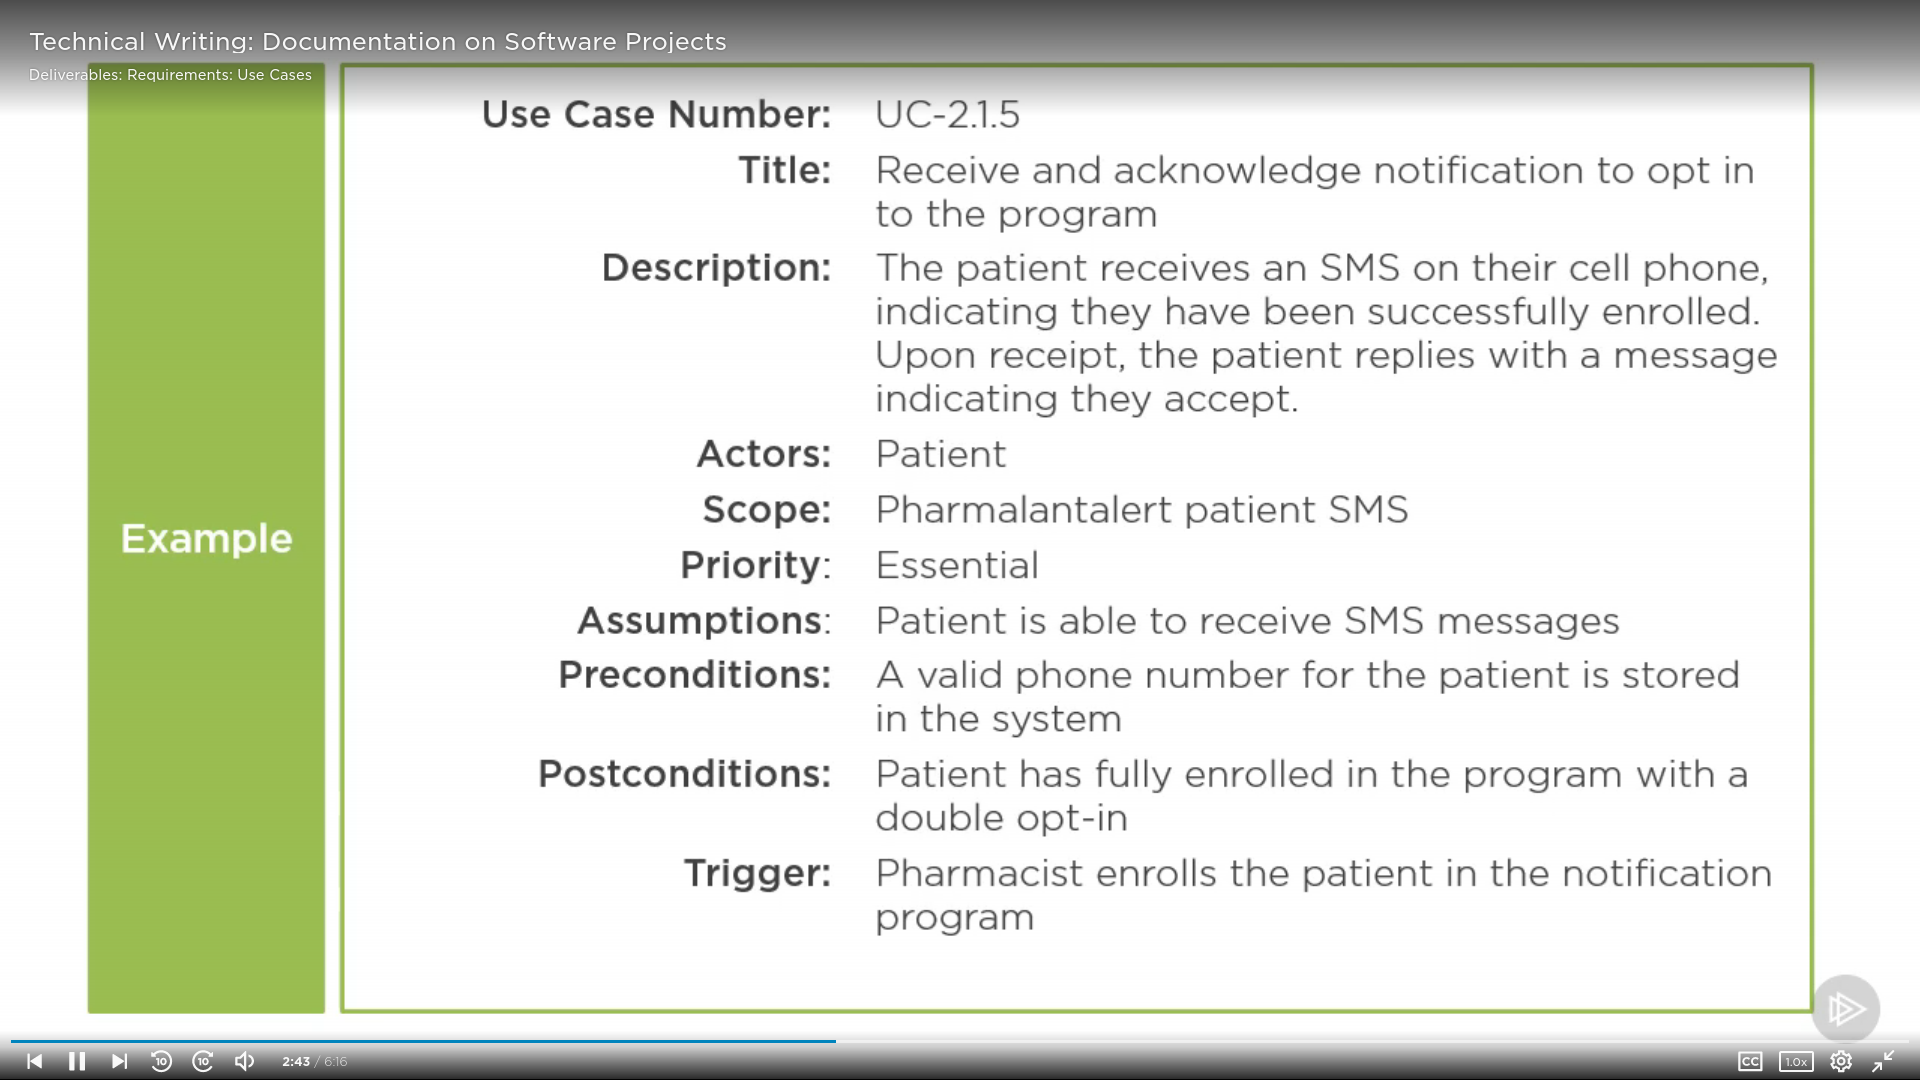 Technical Writing: Documentation on Software Projects
Deliverables: Requirements: Use Cases
Example
Use Case Number: UC-2.1.5
Title: Receive and acknowledge notification to opt in
to the program
Description: The patient receives an SMS on their cell phone,
indicating they have been successfully enrolled.
Upon receipt, the patient replies with a message
indicating they accept.
Actors: Patient
Scope: Pharmalantalert patient SMS
Priority: Essential
Assumptions: Patient is able to receive SMS messages
Preconditions: A valid phone number for the patient is stored
in the system
Postconditions: Patient has fully enrolled in the program with a
double opt-in
Trigger: Pharmacist enrolls the patient in the notification
program
10 10 2:43 / 6:16 CC 1.0x